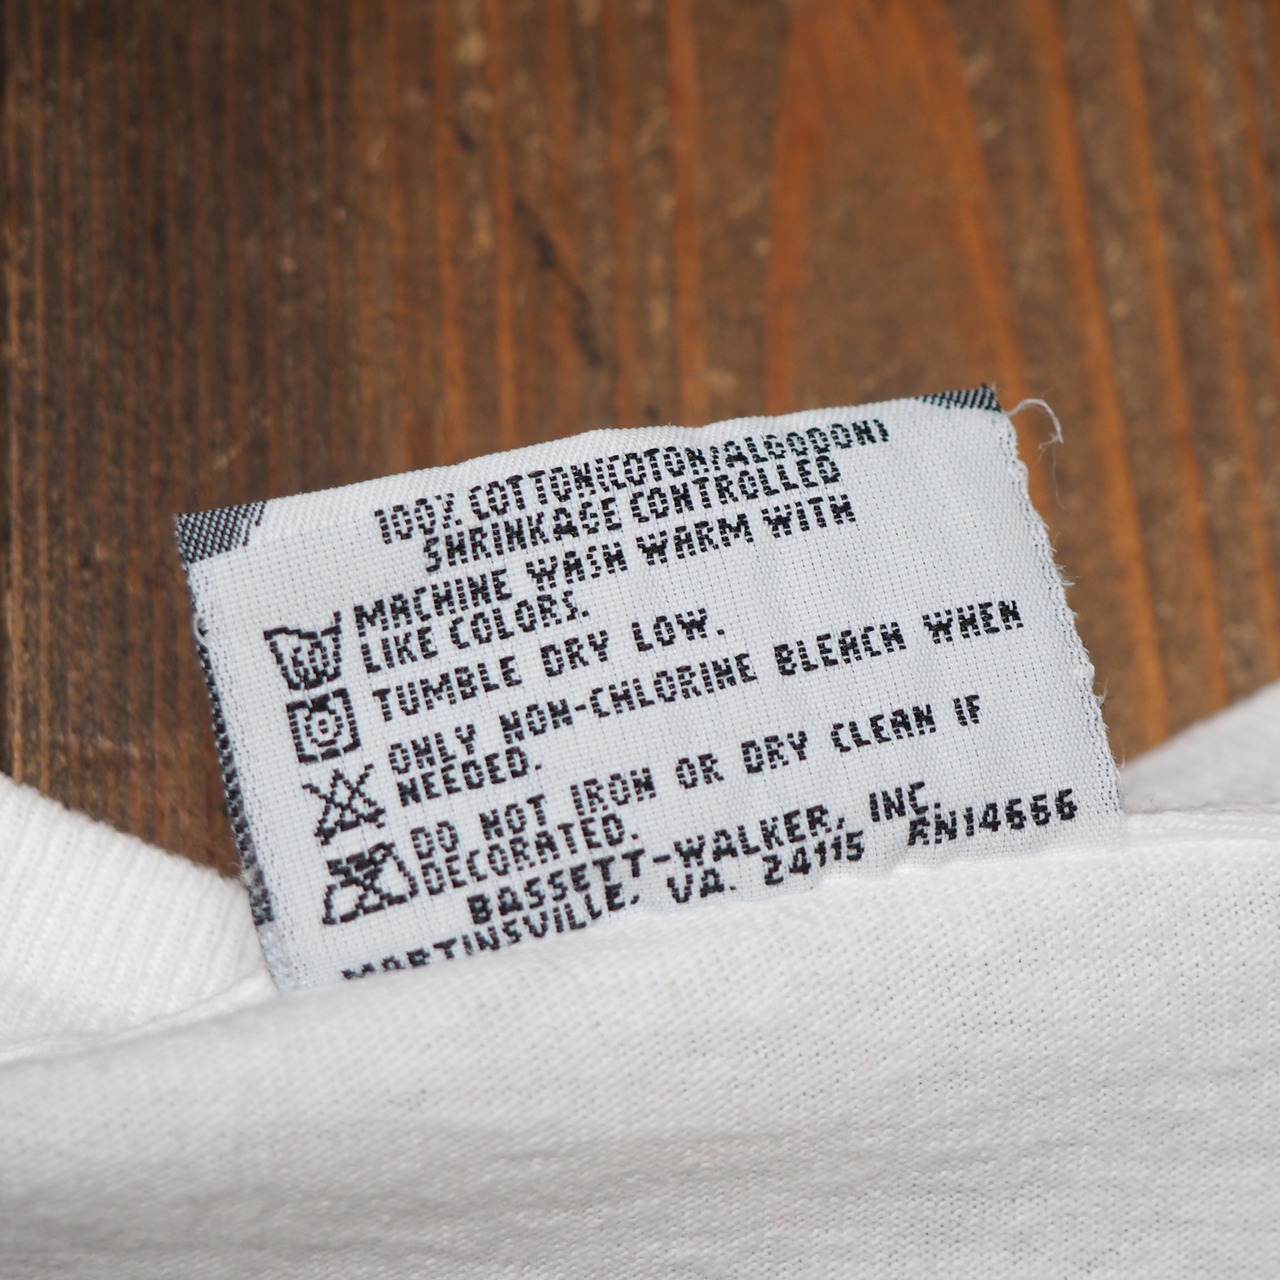 100% COTTON(COTON)(ALGODON)
SHRINKAGE CONTROLLED
MACHINE WASH WARM WITH
LIKE COLORS.
TUMBLE DRY LOW.
ONLY NON-CHLORINE BLEACH WHEN
NEEDED.
DO NOT IRON OR DRY CLEAN IF
DECORATED.
BASSETT-WALKER, INC.
MARTINSVILLE, VA. 24115 RN14666